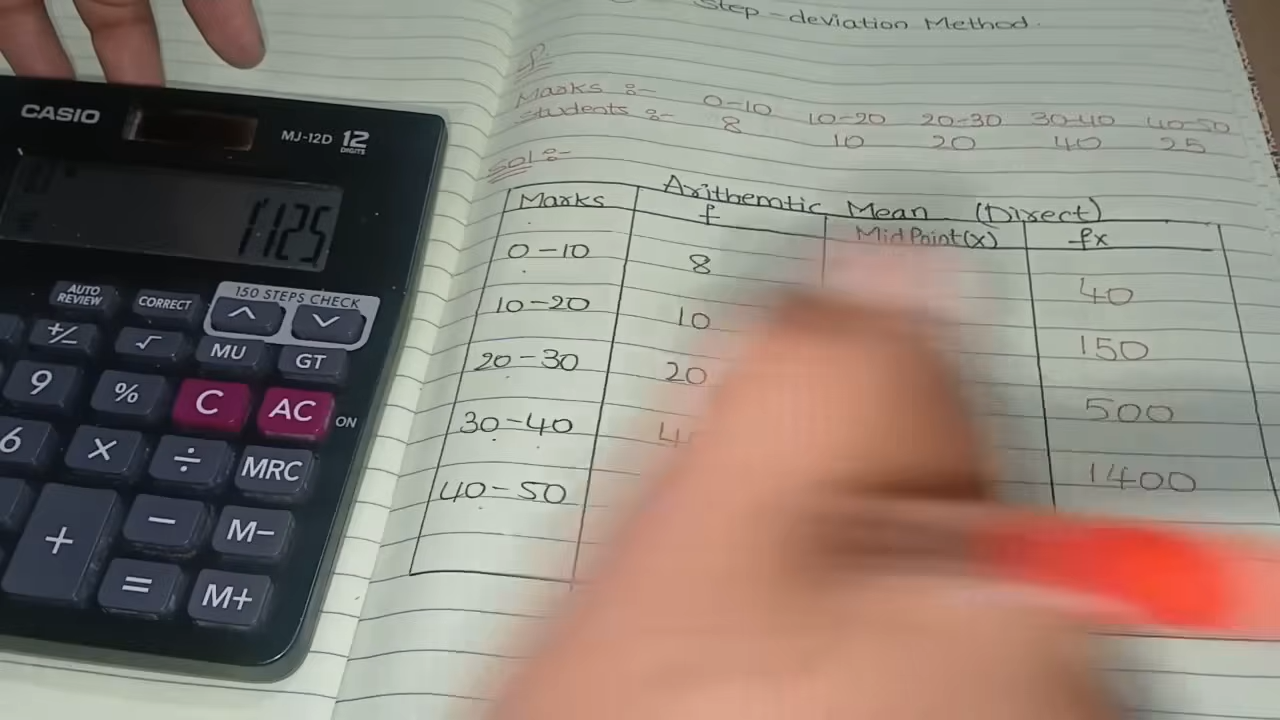 Step-deviation Method.
P.
Marks :- 0-10 10-20 20-30 30-40 40-50
Students :- 8 10 20 40 25
Sol :-
Arithemtic Mean (Direct)
Marks f MidPoint(x) fx
0-10 8 40
10-20 10 150
20-30 20 500
30-40 1400
40-50
CASIO
MJ-12D 12 DIGITS
1125
AUTO REVIEW CORRECT 150 STEPS CHECK
+/- √ MU GT
9 % C AC ON
6 × ÷ MRC
+ − M−
= M+